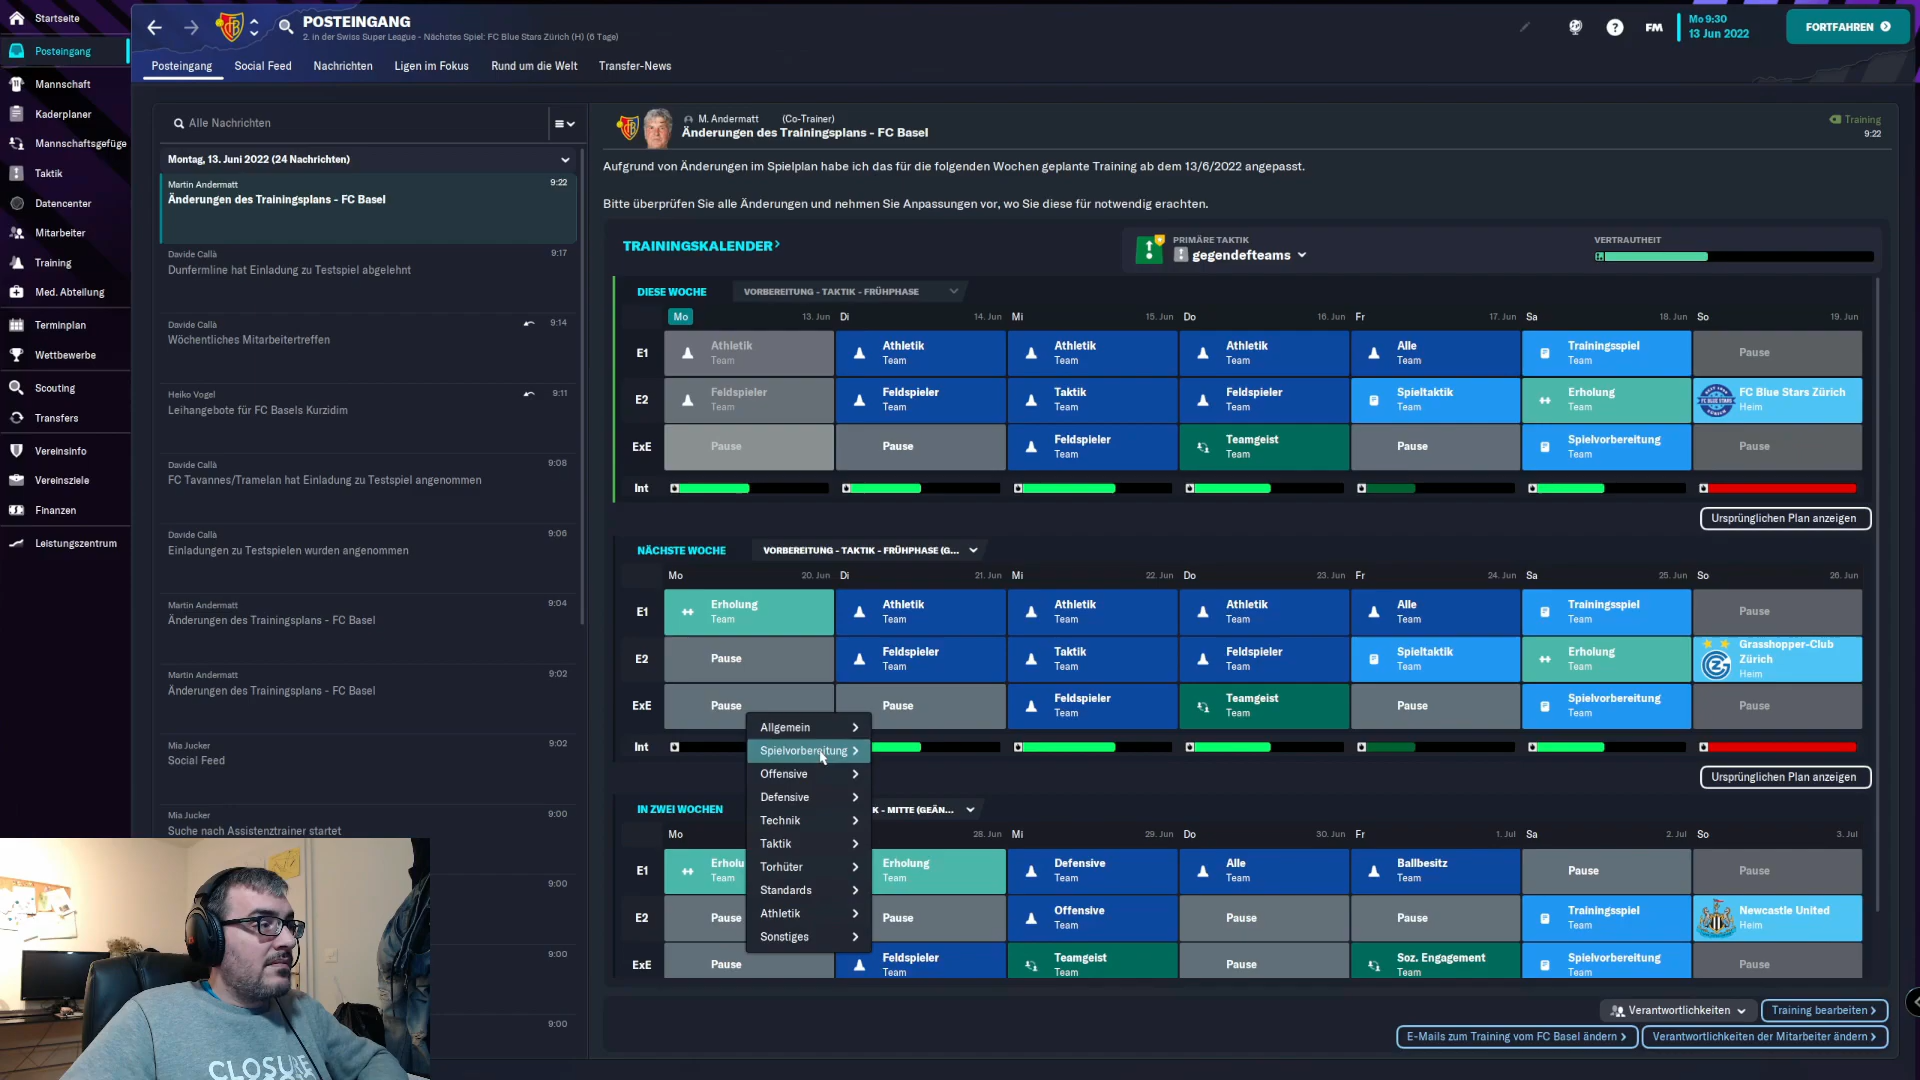 Startseite
Posteingang
Mannschaft
Kaderplaner
Mannschaftsgefüge
Taktik
Datencenter
Mitarbeiter
Training
Med. Abteilung
Terminplan
Wettbewerbe
Scouting
Transfers
Vereinsinfo
Vereinsziele
Finanzen
Leistungszentrum
POSTEINGANG
2. in der Swiss Super League - Nächstes Spiel: FC Blue Stars Zürich (H) (6 Tage)
FM
Mo 9:30
13 Jun 2022
FORTFAHREN
Posteingang Social Feed Nachrichten Ligen im Fokus Rund um die Welt Transfer-News
Alle Nachrichten
Montag, 13. Juni 2022 (24 Nachrichten)
Martin Andermatt 9:22
Änderungen des Trainingsplans - FC Basel
Davide Callà 9:17
Dunfermline hat Einladung zu Testspiel abgelehnt
Davide Callà 9:14
Wöchentliches Mitarbeitertreffen
Heiko Vogel 9:11
Leihangebote für FC Basels Kurzidim
Davide Callà 9:08
FC Tavannes/Tramelan hat Einladung zu Testspiel angenommen
Davide Callà 9:06
Einladungen zu Testspielen wurden angenommen
Martin Andermatt 9:04
Änderungen des Trainingsplans - FC Basel
Martin Andermatt 9:02
Änderungen des Trainingsplans - FC Basel
Mia Jucker 9:02
Social Feed
Mia Jucker 9:00
Suche nach Assistenztrainer startet
9:00
9:00
9:00
CLOSURE
M. Andermatt (Co-Trainer)
Änderungen des Trainingsplans - FC Basel
Training
9:22
Aufgrund von Änderungen im Spielplan habe ich das für die folgenden Wochen geplante Training ab dem 13/6/2022 angepasst.
Bitte überprüfen Sie alle Änderungen und nehmen Sie Anpassungen vor, wo Sie diese für notwendig erachten.
TRAININGSKALENDER
PRIMÄRE TAKTIK
gegendefteams
VERTRAUTHEIT
DIESE WOCHE VORBEREITUNG - TAKTIK - FRÜHPHASE
Mo 13. Jun Di 14. Jun Mi 15. Jun Do 16. Jun Fr 17. Jun Sa 18. Jun So 19. Jun
E1 Athletik Athletik Athletik Athletik Alle Trainingsspiel Pause
Team Team Team Team Team Team
E2 Feldspieler Feldspieler Taktik Feldspieler Spieltaktik Erholung FC Blue Stars Zürich
Team Team Team Team Team Team Heim
ExE Pause Pause Feldspieler Teamgeist Pause Spielvorbereitung Pause
Team Team Team
Int
Ursprünglichen Plan anzeigen
NÄCHSTE WOCHE VORBEREITUNG - TAKTIK - FRÜHPHASE (G...
Mo 20. Jun Di 21. Jun Mi 22. Jun Do 23. Jun Fr 24. Jun Sa 25. Jun So 26. Jun
E1 Erholung Athletik Athletik Athletik Alle Trainingsspiel Pause
Team Team Team Team Team Team
E2 Pause Feldspieler Taktik Feldspieler Spieltaktik Erholung Grasshopper-Club Zürich
Team Team Team Team Team Heim
ExE Pause Pause Feldspieler Teamgeist Pause Spielvorbereitung Pause
Team Team Team
Int
Ursprünglichen Plan anzeigen
Allgemein
Spielvorbereitung
Offensive
Defensive
Technik
Taktik
Torhüter
Standards
Athletik
Sonstiges
IN ZWEI WOCHEN K - MITTE (GEÄN...
Mo 28. Jun Mi 29. Jun Do 30. Jun Fr 1. Jul Sa 2. Jul So 3. Jul
E1 Erholu Erholung Defensive Alle Ballbesitz Pause Pause
Team Team Team Team Team
E2 Pause Pause Offensive Pause Pause Trainingsspiel Newcastle United
Team Team Heim
ExE Pause Feldspieler Teamgeist Pause Soz. Engagement Spielvorbereitung Pause
Team Team Team Team
Verantwortlichkeiten
Training bearbeiten
E-Mails zum Training vom FC Basel ändern
Verantwortlichkeiten der Mitarbeiter ändern